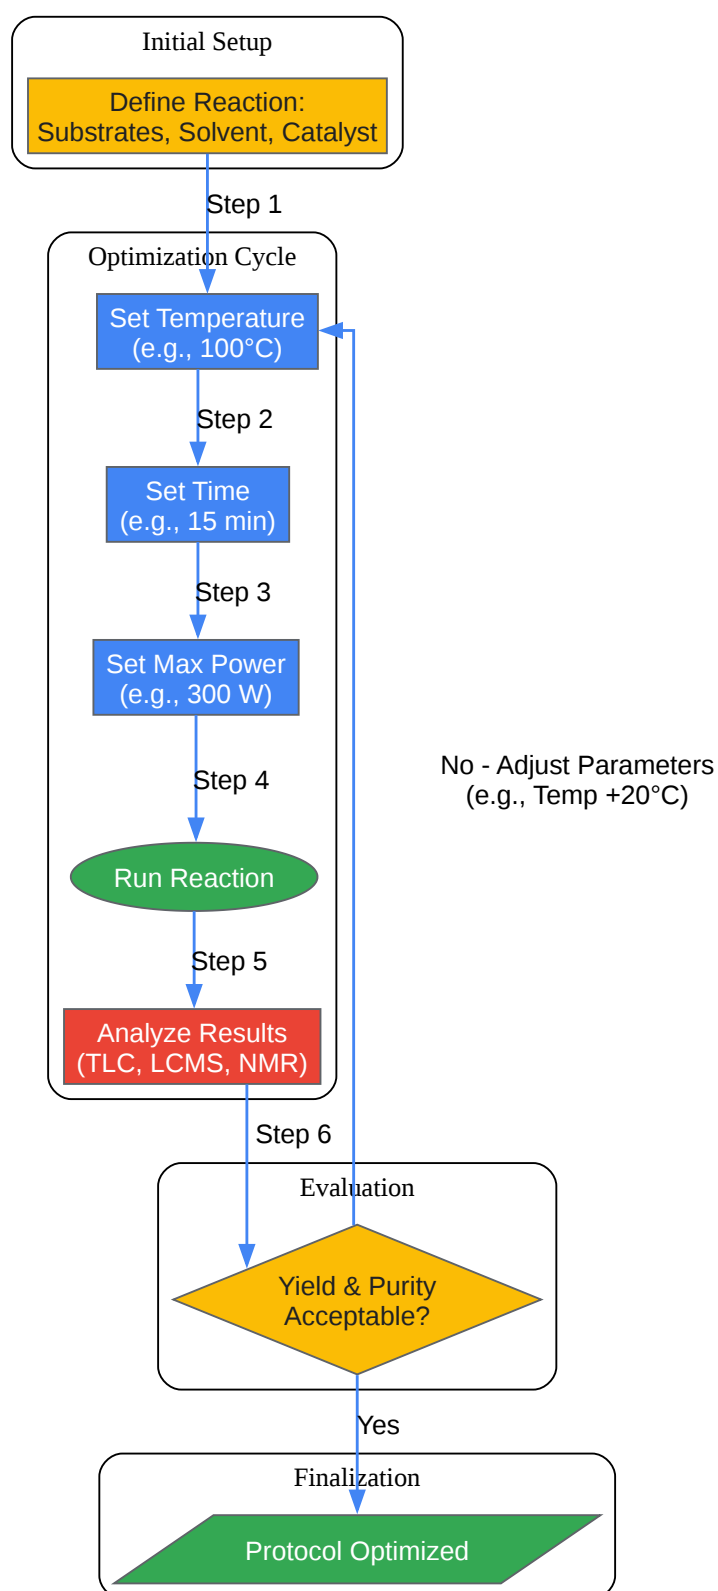 Initial Setup
Define Reaction:
Substrates, Solvent, Catalyst
Step 1
Optimization Cycle
Set Temperature
(e.g., 100°C)
Step 2
Set Time
(e.g., 15 min)
Step 3
Set Max Power
(e.g., 300 W)
Step 4
No - Adjust Parameters
(e.g., Temp +20°C)
Run Reaction
Step 5
Analyze Results
(TLC, LCMS, NMR)
Step 6
Evaluation
Yield & Purity
Acceptable?
Yes
Finalization
Protocol Optimized